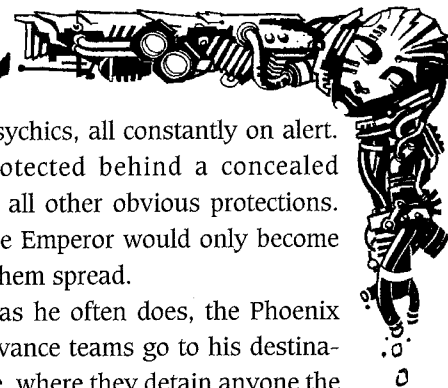 sychics, all constantly on alert.
otected behind a concealed
all other obvious protections.
e Emperor would only become
hem spread.
as he often does, the Phoenix
vance teams go to his destina-
e, where they detain anyone the